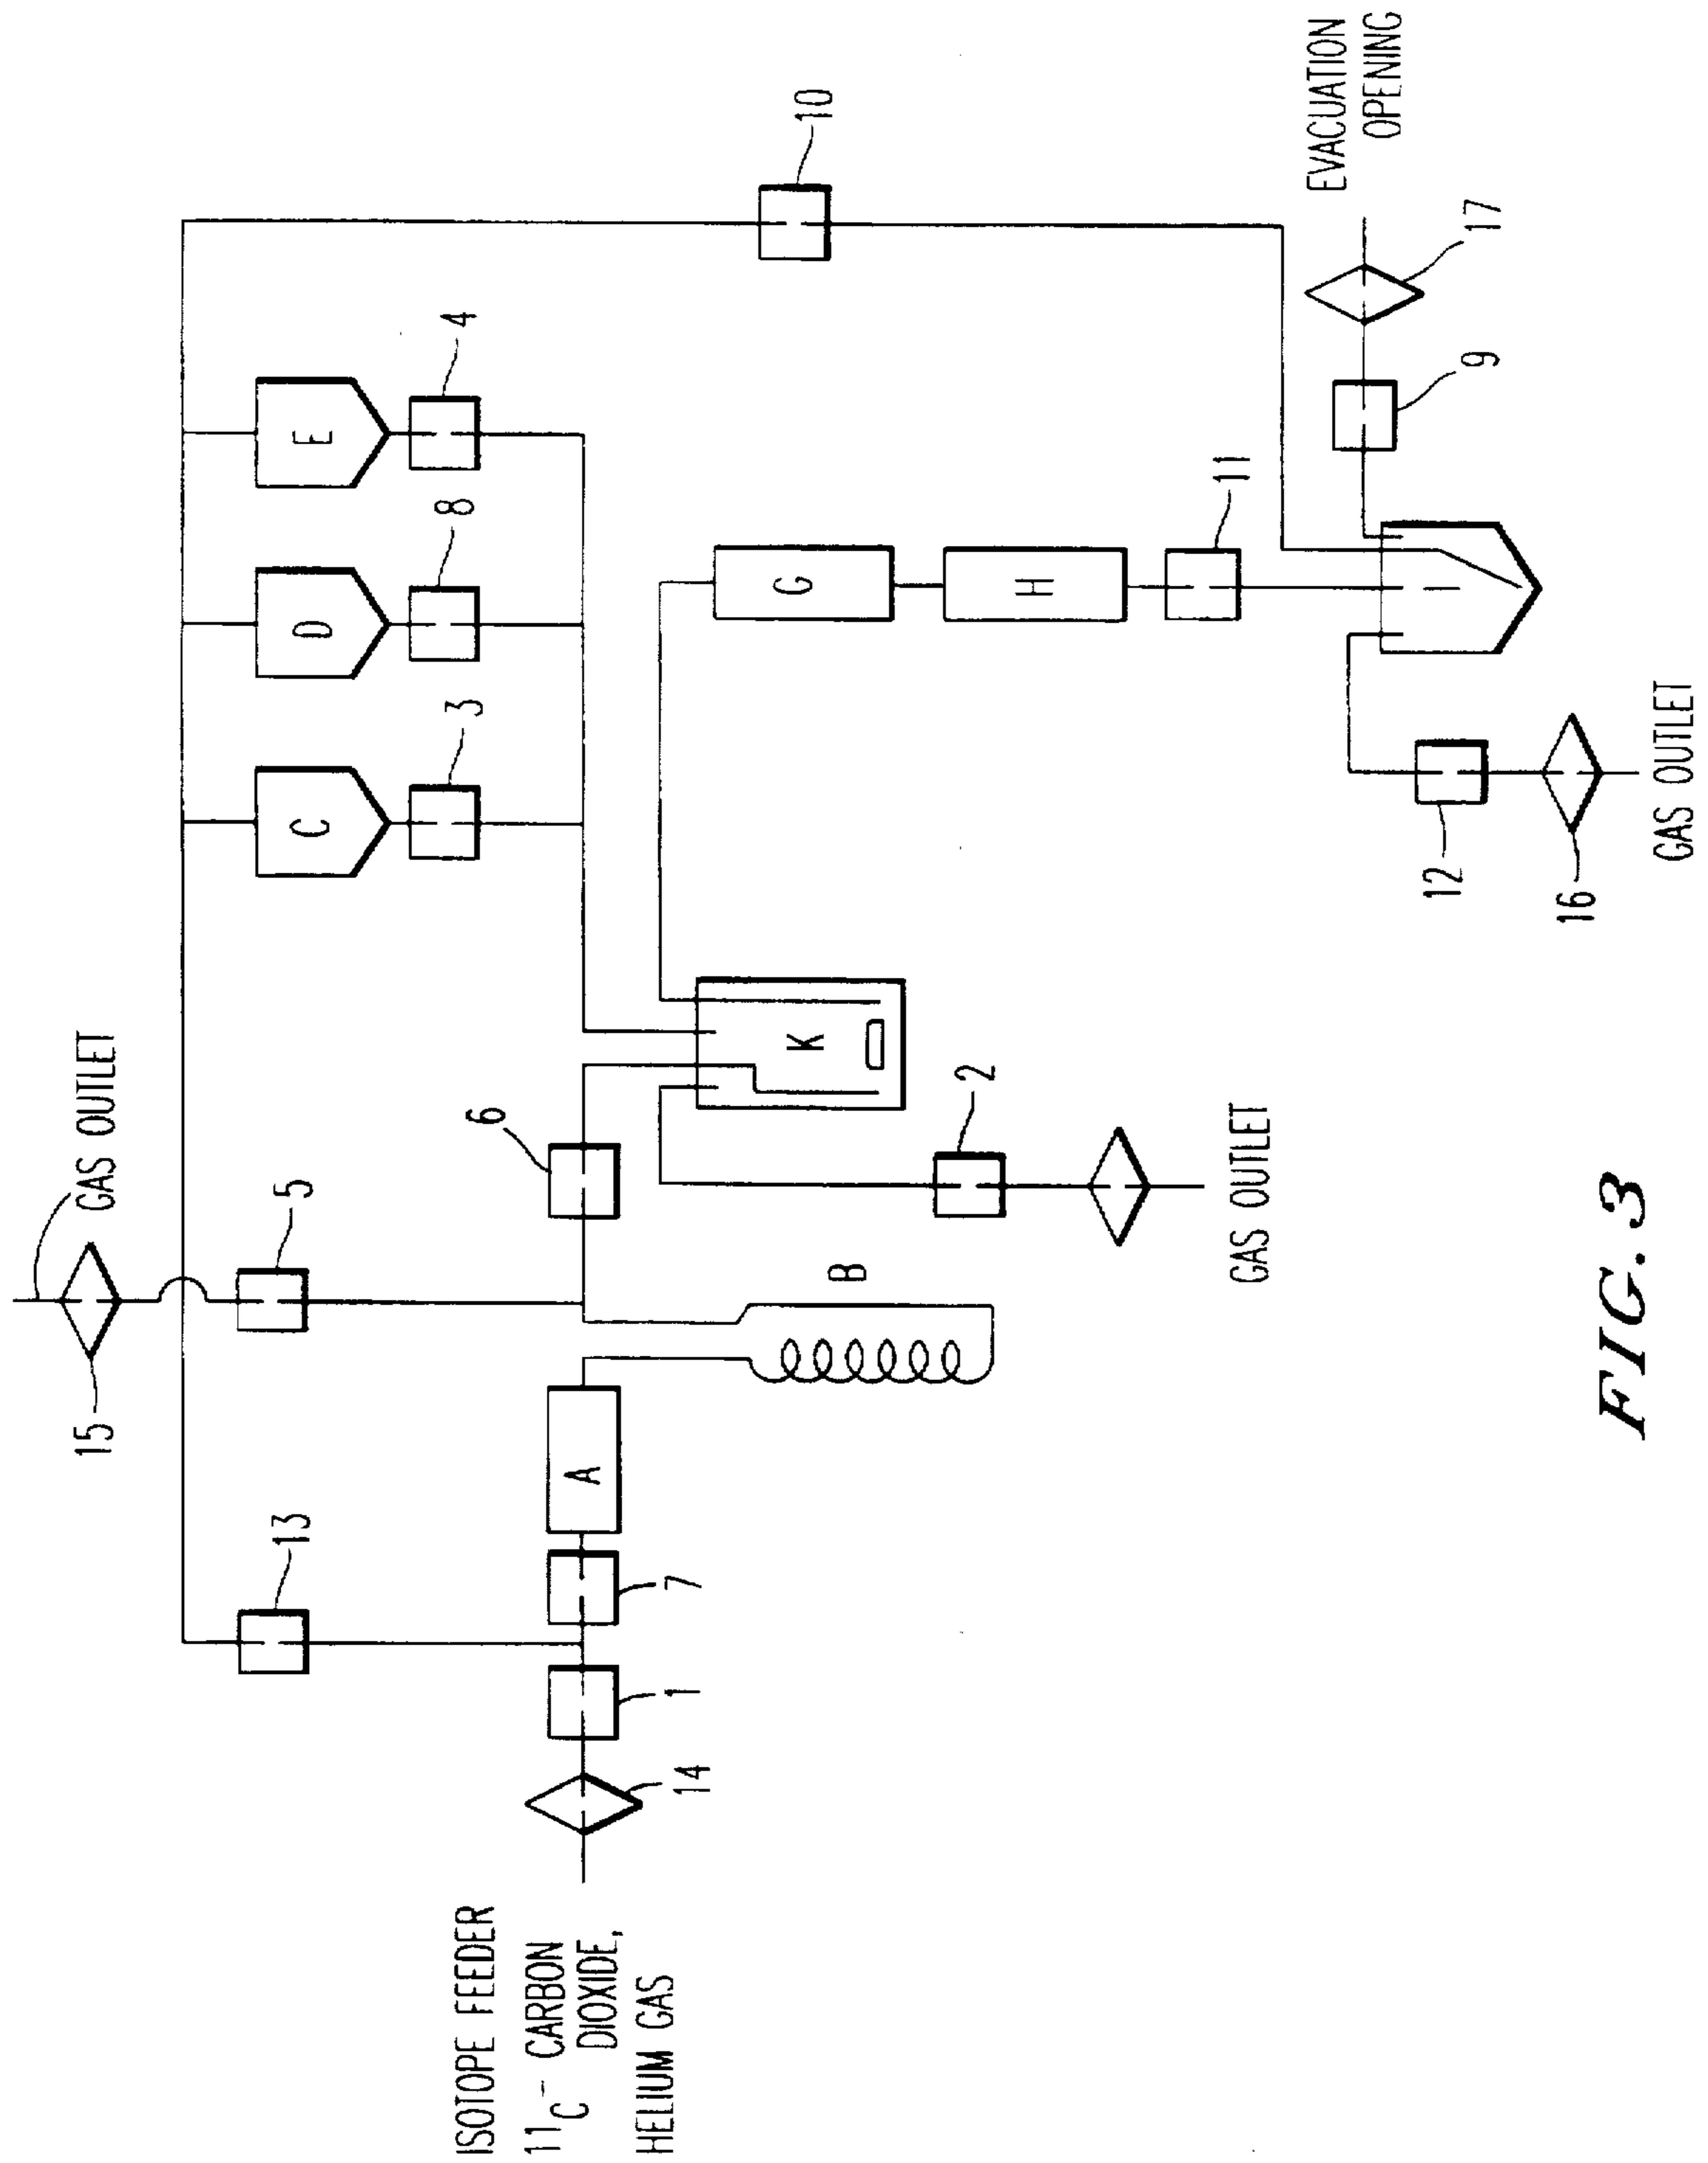 GAS OUTLET
15
5
13
ISOTOPE FEEDER
11C- CARBON
DIOXIDE,
HELIUM GAS
14
1
7
A
B
6
K
2
GAS OUTLET
C
3
D
8
E
4
10
G
H
11
I
12
16
GAS OUTLET
9
17
EVACUATION
OPENING
FIG. 3